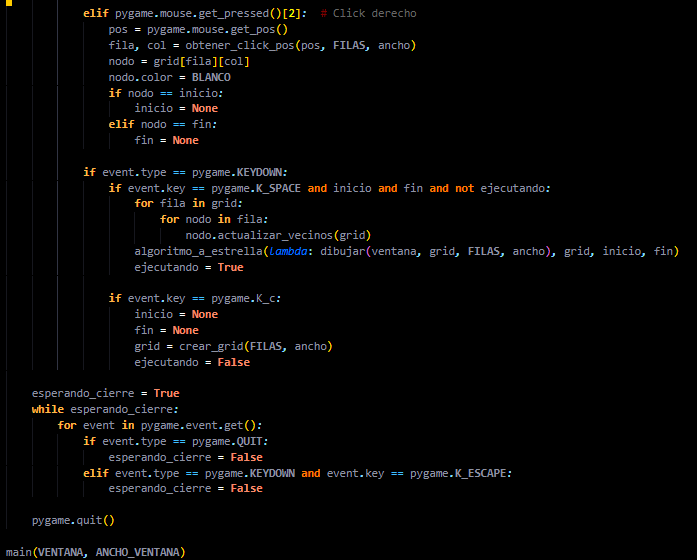 elif pygame.mouse.get_pressed()[2]:  # Click derecho
pos = pygame.mouse.get_pos()
fila, col = obtener_click_pos(pos, FILAS, ancho)
nodo = grid[fila][col]
nodo.color = BLANCO
if nodo == inicio:
inicio = None
elif nodo == fin:
fin = None
if event.type == pygame.KEYDOWN:
if event.key == pygame.K_SPACE and inicio and fin and not ejecutando:
for fila in grid:
for nodo in fila:
nodo.actualizar_vecinos(grid)
algoritmo_a_estrella(lambda: dibujar(ventana, grid, FILAS, ancho), grid, inicio, fin)
ejecutando = True
if event.key == pygame.K_c:
inicio = None
fin = None
grid = crear_grid(FILAS, ancho)
ejecutando = False
esperando_cierre = True
while esperando_cierre:
for event in pygame.event.get():
if event.type == pygame.QUIT:
esperando_cierre = False
elif event.type == pygame.KEYDOWN and event.key == pygame.K_ESCAPE:
esperando_cierre = False
pygame.quit()
main(VENTANA, ANCHO_VENTANA)